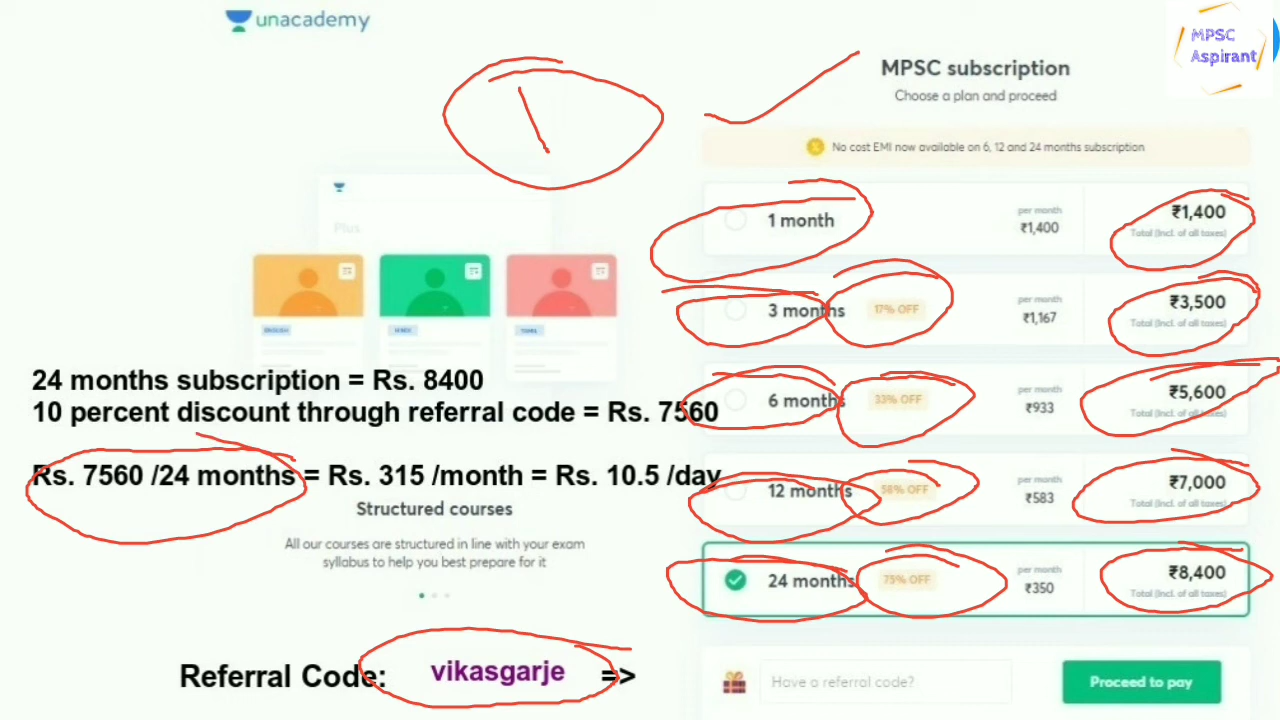 unacademy
MPSC
Aspirant
MPSC subscription
Choose a plan and proceed
No cost EMI now available on 6, 12 and 24 months subscription
1 month
per month
₹1,400
₹1,400
Total (Incl. of all taxes)
3 months
17% OFF
per month
₹1,167
₹3,500
Total (Incl. of all taxes)
6 months
33% OFF
per month
₹933
₹5,600
Total (Incl. of all taxes)
12 months
58% OFF
per month
₹583
₹7,000
Total (Incl. of all taxes)
24 months
75% OFF
per month
₹350
₹8,400
Total (Incl. of all taxes)
Have a referral code?
Proceed to pay
Plus
ENGLISH
HINDI
TAMIL
24 months subscription = Rs. 8400
10 percent discount through referral code = Rs. 7560
Rs. 7560 /24 months = Rs. 315 /month = Rs. 10.5 /day
Structured courses
All our courses are structured in line with your exam
syllabus to help you best prepare for it
Referral Code: vikasgarje =>